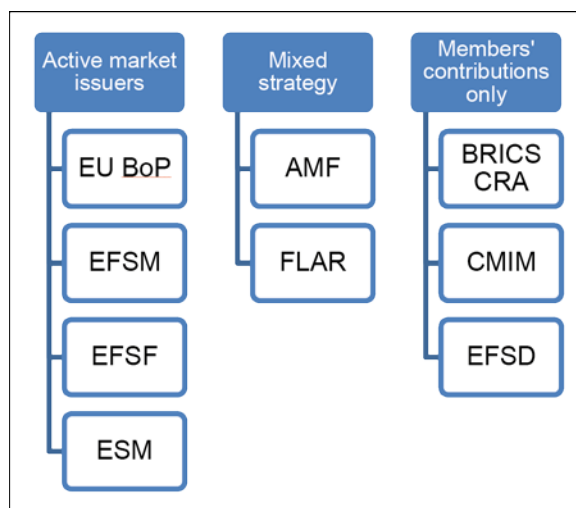 Active market
issuers
EU BoP
EFSM
EFSF
ESM
Mixed
strategy
AMF
FLAR
Members'
contributions
only
BRICS
CRA
CMIM
EFSD